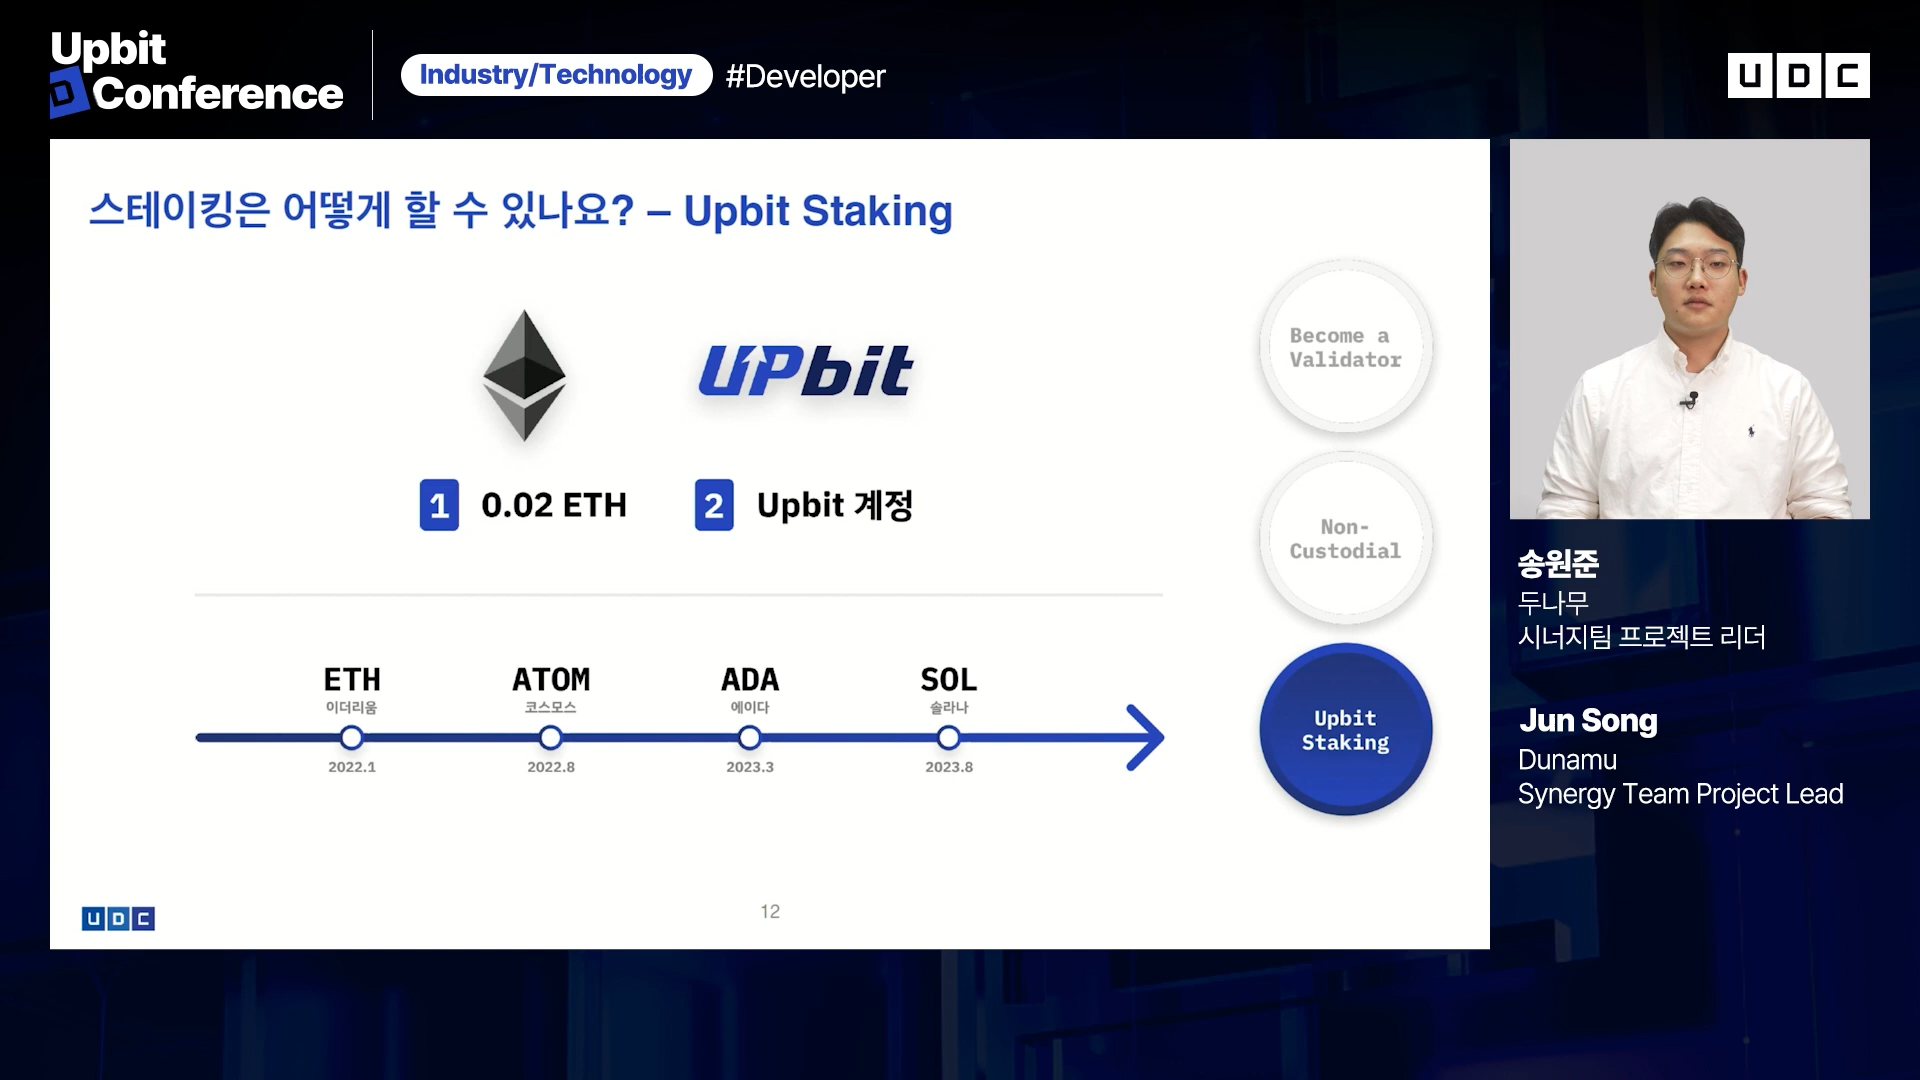 Upbit
D Conference
Industry/Technology #Developer
UDC
스테이킹은 어떻게 할 수 있나요? – Upbit Staking
UPbit
1 0.02 ETH
2 Upbit 계정
Become a
Validator
Non-
Custodial
Upbit
Staking
ETH
이더리움
2022.1
ATOM
코스모스
2022.8
ADA
에이다
2023.3
SOL
솔라나
2023.8
UDC
12
송원준
두나무
시너지팀 프로젝트 리더
Jun Song
Dunamu
Synergy Team Project Lead